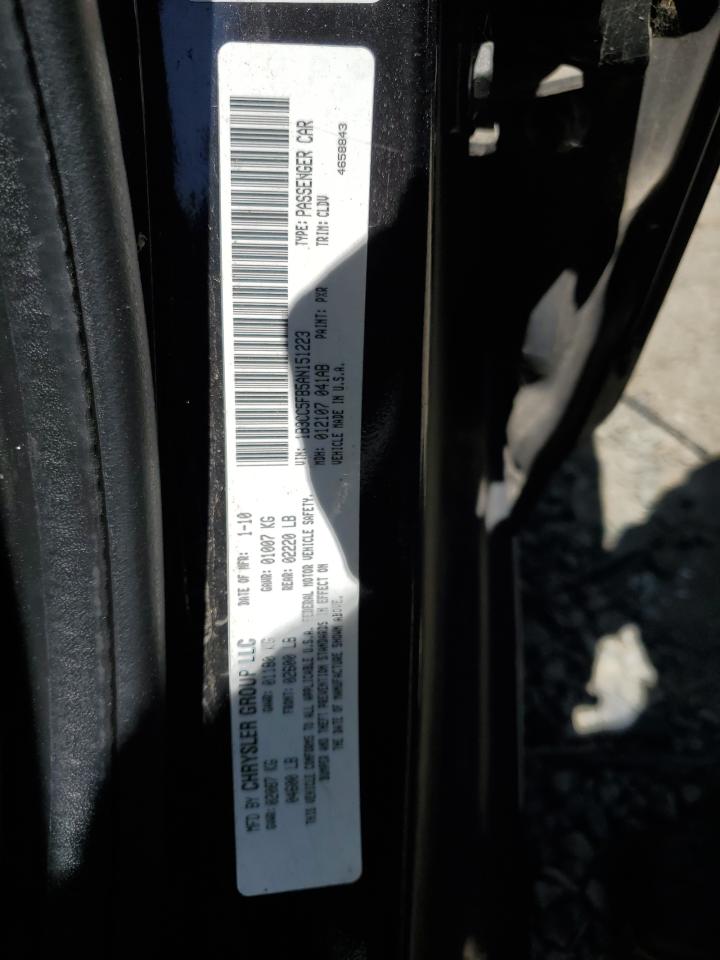 MFD BY CHRYSLER GROUP LLC DATE OF MFR: 1-10
GVWR: 02087 KG GAWR: 01180 KG GAWR: 01007 KG
04600 LB FRONT: 02600 LB REAR: 02220 LB
THIS VEHICLE CONFORMS TO ALL APPLICABLE U.S.A. FEDERAL MOTOR VEHICLE SAFETY,
BUMPER AND THEFT PREVENTION STANDARDS IN EFFECT ON
THE DATE OF MANUFACTURE SHOWN ABOVE.
VIN: 1B3CC5FB5AN151223 TYPE: PASSENGER CAR
MDH: 012107 041AB PAINT: PXR TRIM: CLDV
VEHICLE MADE IN U.S.A. 4658843